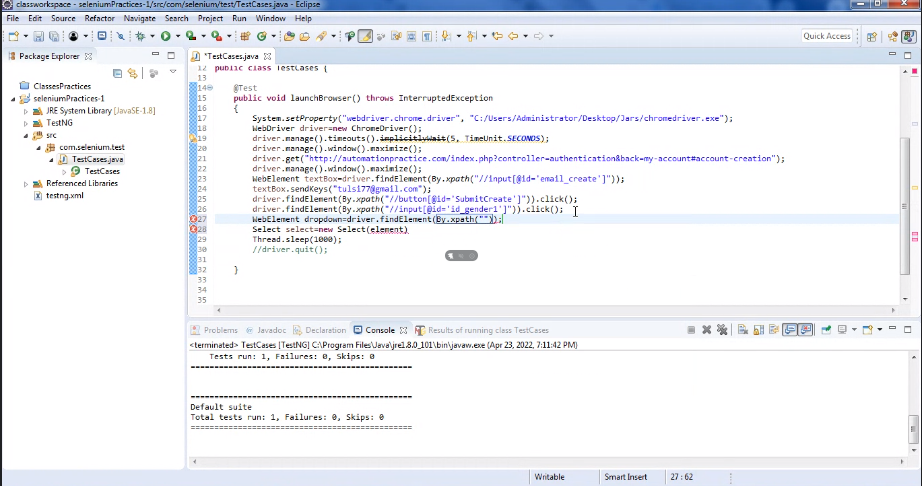 classworkspace - seleniumPractices-1/src/com/selenium/test/TestCases.java - Eclipse
File Edit Source Refactor Navigate Search Project Run Window Help
Quick Access
Package Explorer
*TestCases.java
ClassesPractices
seleniumPractices-1
JRE System Library [JavaSE-1.8]
TestNG
src
com.selenium.test
TestCases.java
TestCases
Referenced Libraries
testng.xml
12 public class TestCases {
13
14 @Test
15 public void launchBrowser() throws InterruptedException
16 {
17 System.setProperty("webdriver.chrome.driver", "C:/Users/Administrator/Desktop/Jars/chromedriver.exe");
18 WebDriver driver=new ChromeDriver();
19 driver.manage().timeouts().implicitlyWait(5, TimeUnit.SECONDS);
20 driver.manage().window().maximize();
21 driver.get("http://automationpractice.com/index.php?controller=authentication&back=my-account#account-creation");
22 driver.manage().window().maximize();
23 WebElement textBox=driver.findElement(By.xpath("//input[@id='email_create']"));
24 textBox.sendKeys("tulsi77@gmail.com");
25 driver.findElement(By.xpath("//button[@id='SubmitCreate']")).click();
26 driver.findElement(By.xpath("//input[@id='id_gender1']")).click();
27 WebElement dropdown=driver.findElement(By.xpath(""));
28 Select select=new Select(element)
29 Thread.sleep(1000);
30 //driver.quit();
31
32 }
33
34
35
Problems Javadoc Declaration Console Results of running class TestCases
<terminated> TestCases [TestNG] C:\Program Files\Java\jre1.8.0_101\bin\javaw.exe (Apr 23, 2022, 7:11:42 PM)
Tests run: 1, Failures: 0, Skips: 0
===============================================
===============================================
Default suite
Total tests run: 1, Failures: 0, Skips: 0
===============================================
Writable Smart Insert 27 : 62